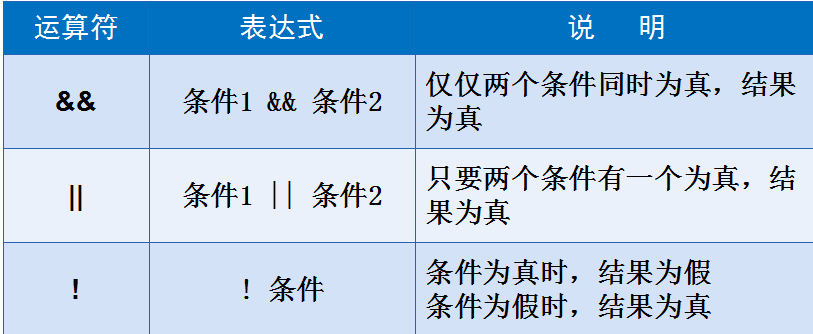 运算符 表达式 说 明
&& 条件1 && 条件2 仅仅两个条件同时为真，结果
为真
|| 条件1 || 条件2 只要两个条件有一个为真，结
果为真
! ! 条件 条件为真时，结果为假
条件为假时，结果为真